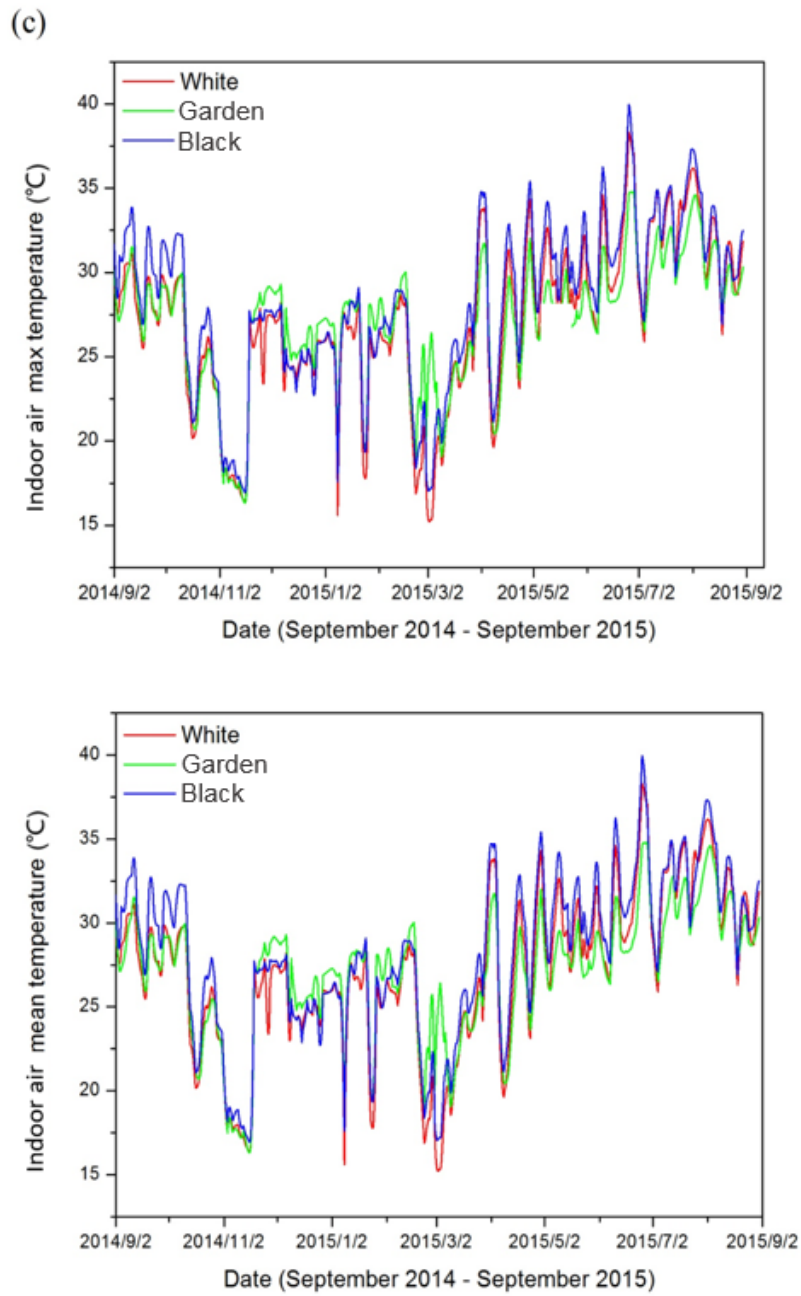 (c)
White
Garden
Black
40
35
30
25
20
15
Indoor air max temperature (℃)
2014/9/2 2014/11/2 2015/1/2 2015/3/2 2015/5/2 2015/7/2 2015/9/2
Date (September 2014 - September 2015)
White
Garden
Black
40
35
30
25
20
15
Indoor air mean temperature (℃)
2014/9/2 2014/11/2 2015/1/2 2015/3/2 2015/5/2 2015/7/2 2015/9/2
Date (September 2014 - September 2015)